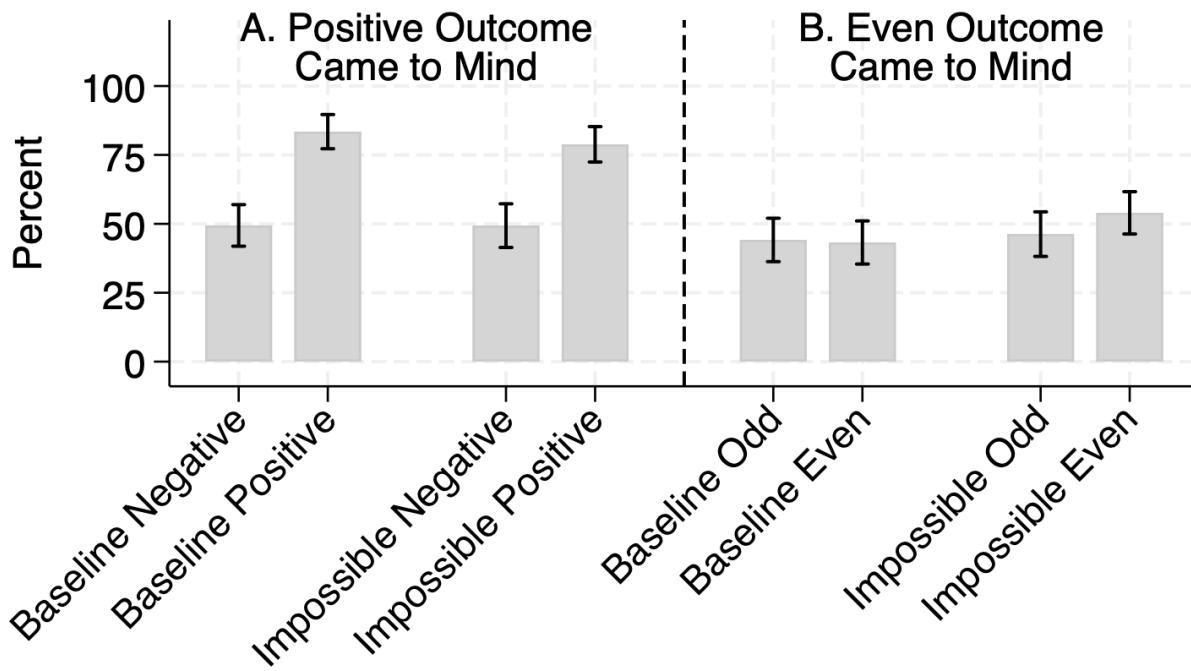 A. Positive Outcome
Came to Mind
B. Even Outcome
Came to Mind
Percent
100
75
50
25
0
Baseline Negative
Baseline Positive
Impossible Negative
Impossible Positive
Baseline Odd
Baseline Even
Impossible Odd
Impossible Even